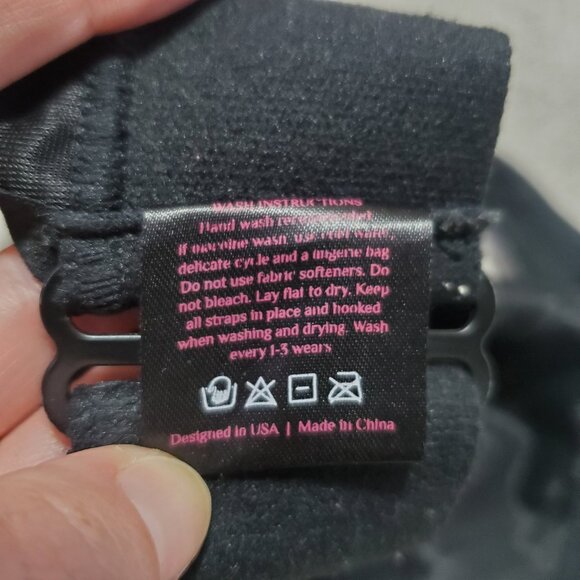 WASH INSTRUCTIONS
Hand wash recommended.
If machine wash, use cold water,
delicate cycle and a lingerie bag
Do not use fabric softeners. Do
not bleach. Lay flat to dry. Keep
all straps in place and hooked
when washing and drying. Wash
every 1-3 wears
Designed in USA | Made in China